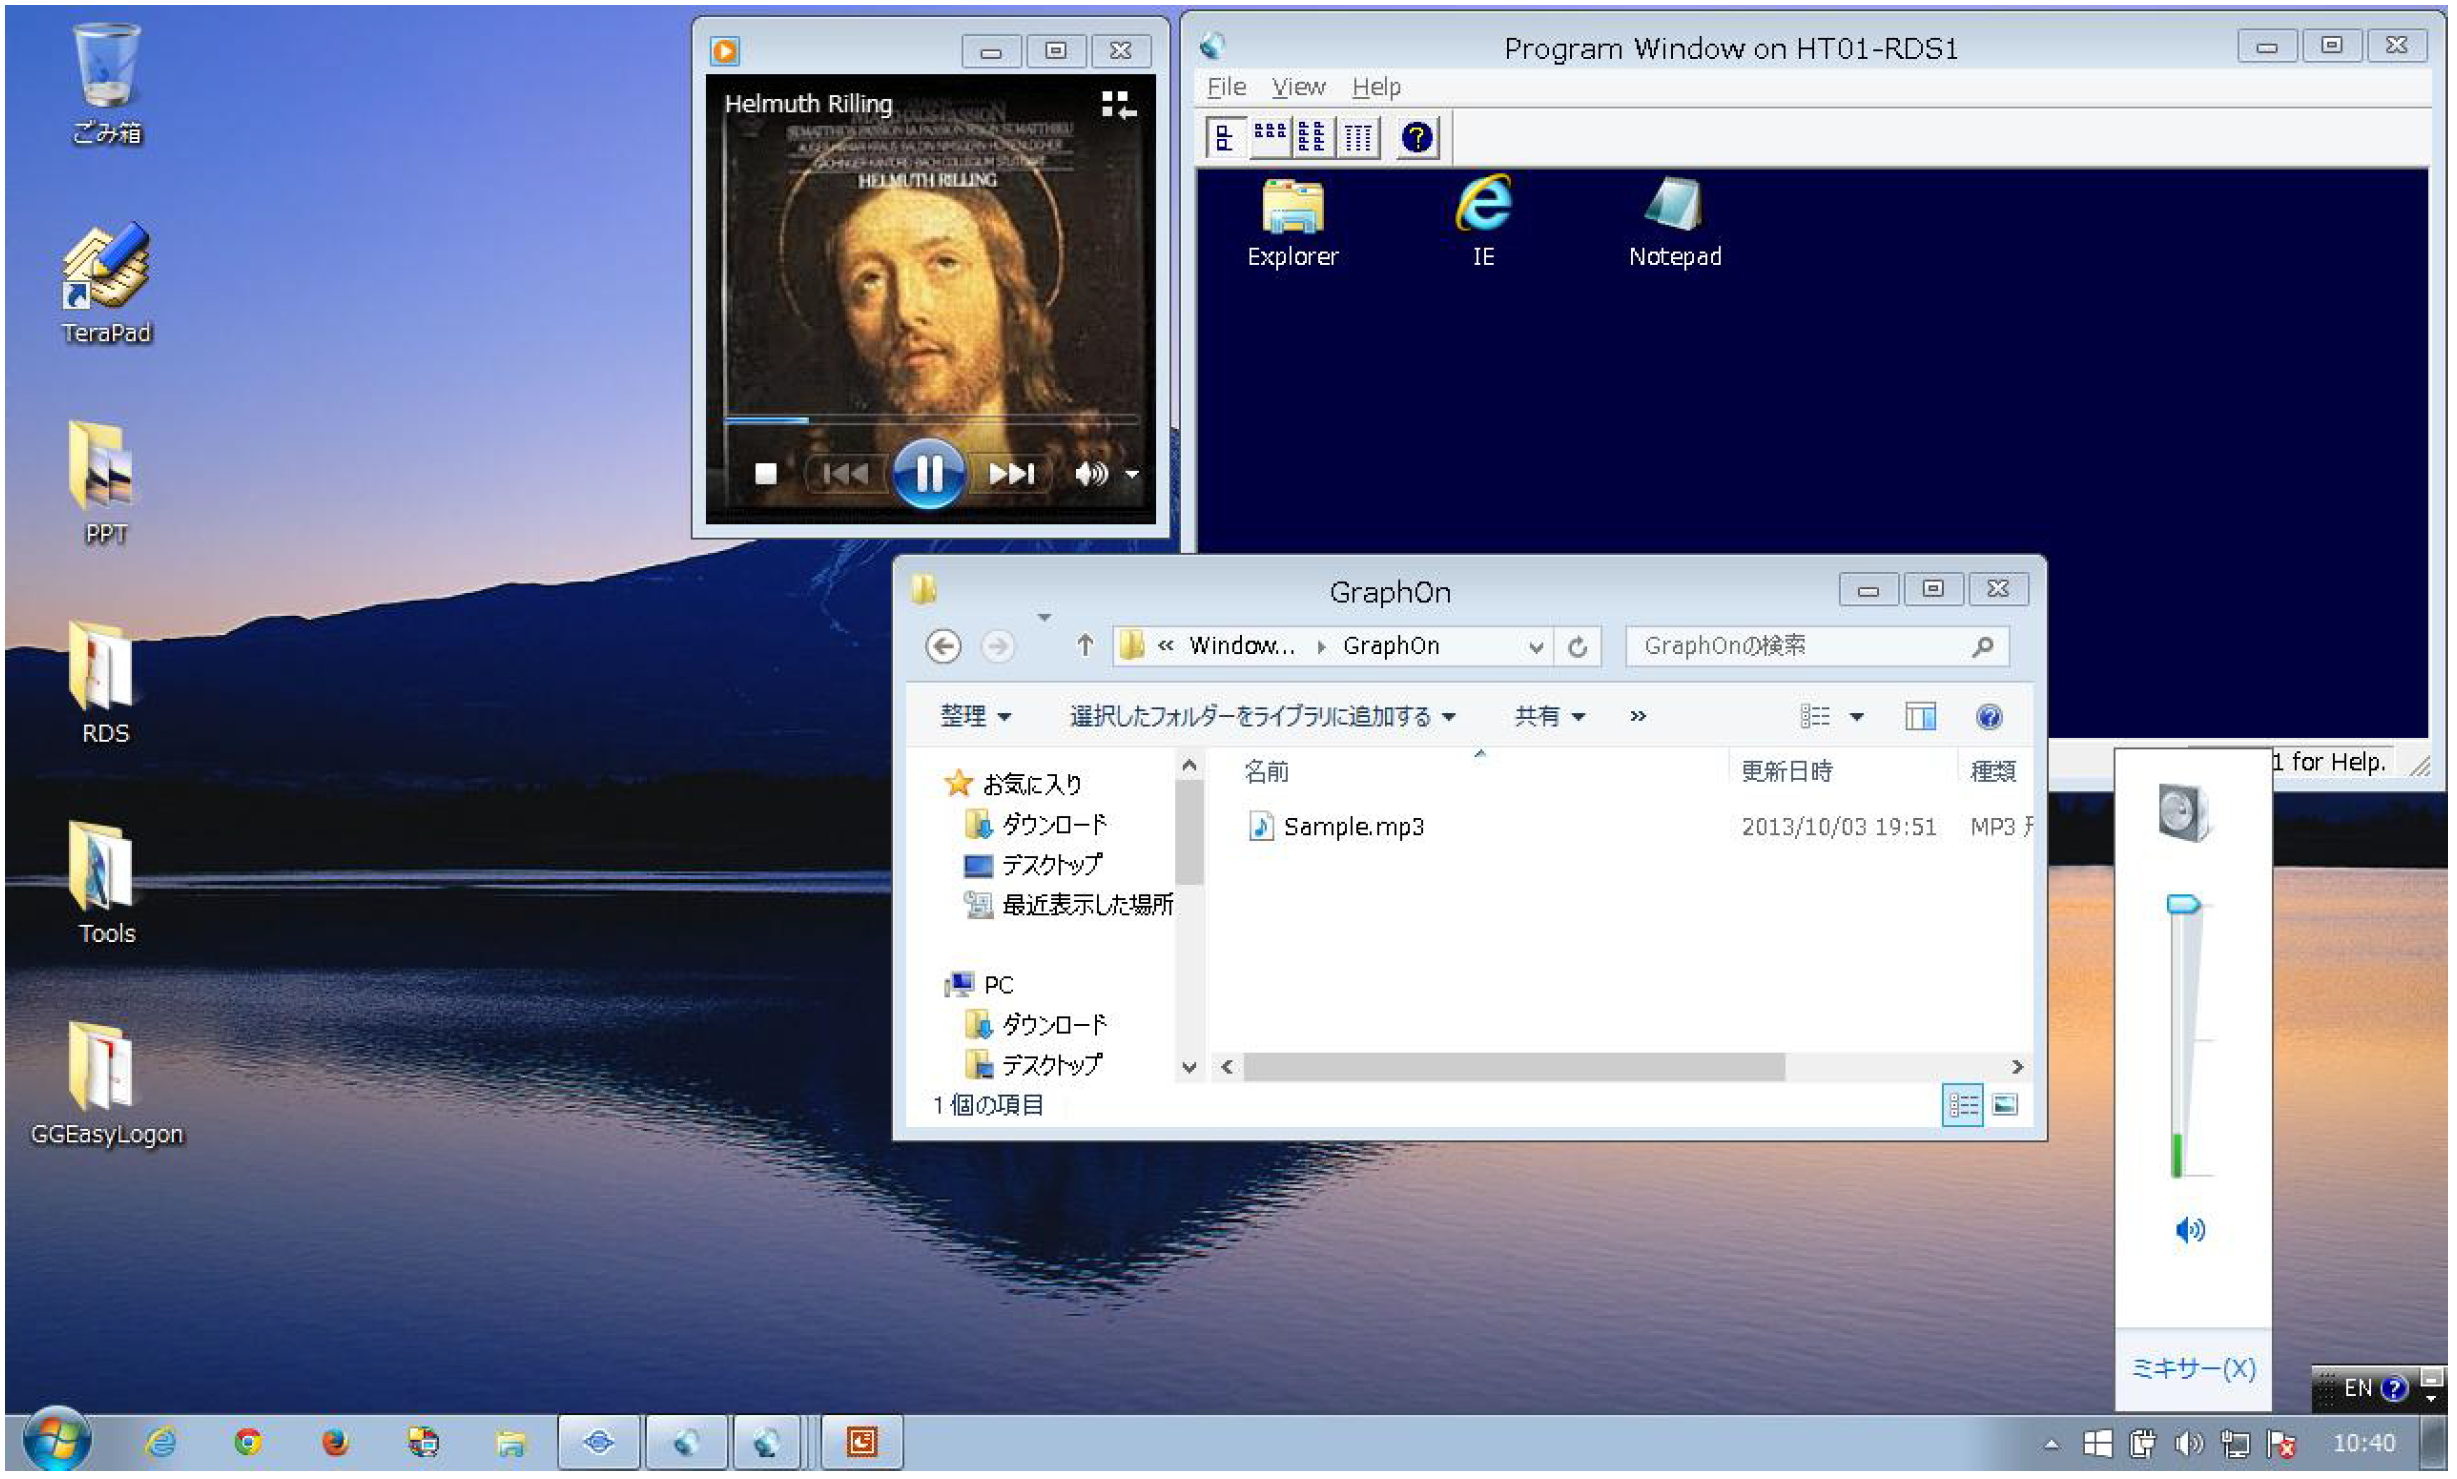 ごみ箱
TeraPad
PPT
RDS
Tools
GGEasyLogon
Helmuth Rilling
HELMUTH RILLING
Program Window on HT01-RDS1
File View Help
Explorer IE Notepad
1 for Help.
GraphOn
« Window... GraphOn
GraphOnの検索
整理 選択したフォルダーをライブラリに追加する 共有 »
名前 更新日時 種類
Sample.mp3 2013/10/03 19:51 MP3
お気に入り
ダウンロード
デスクトップ
最近表示した場所
PC
ダウンロード
デスクトップ
1 個の項目
ミキサー(X)
EN
10:40